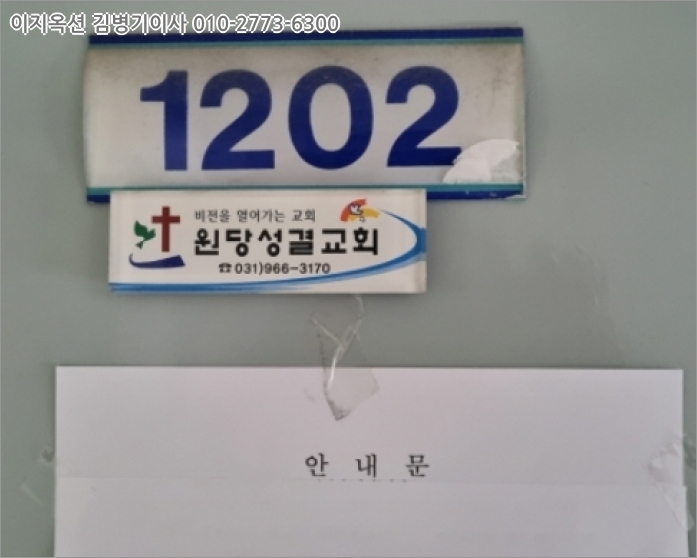 이지옥션 김병기이사 010-2773-6300
1202
비전을 열어가는 교회
원당성결교회
☎031)966-3170
안 내 문